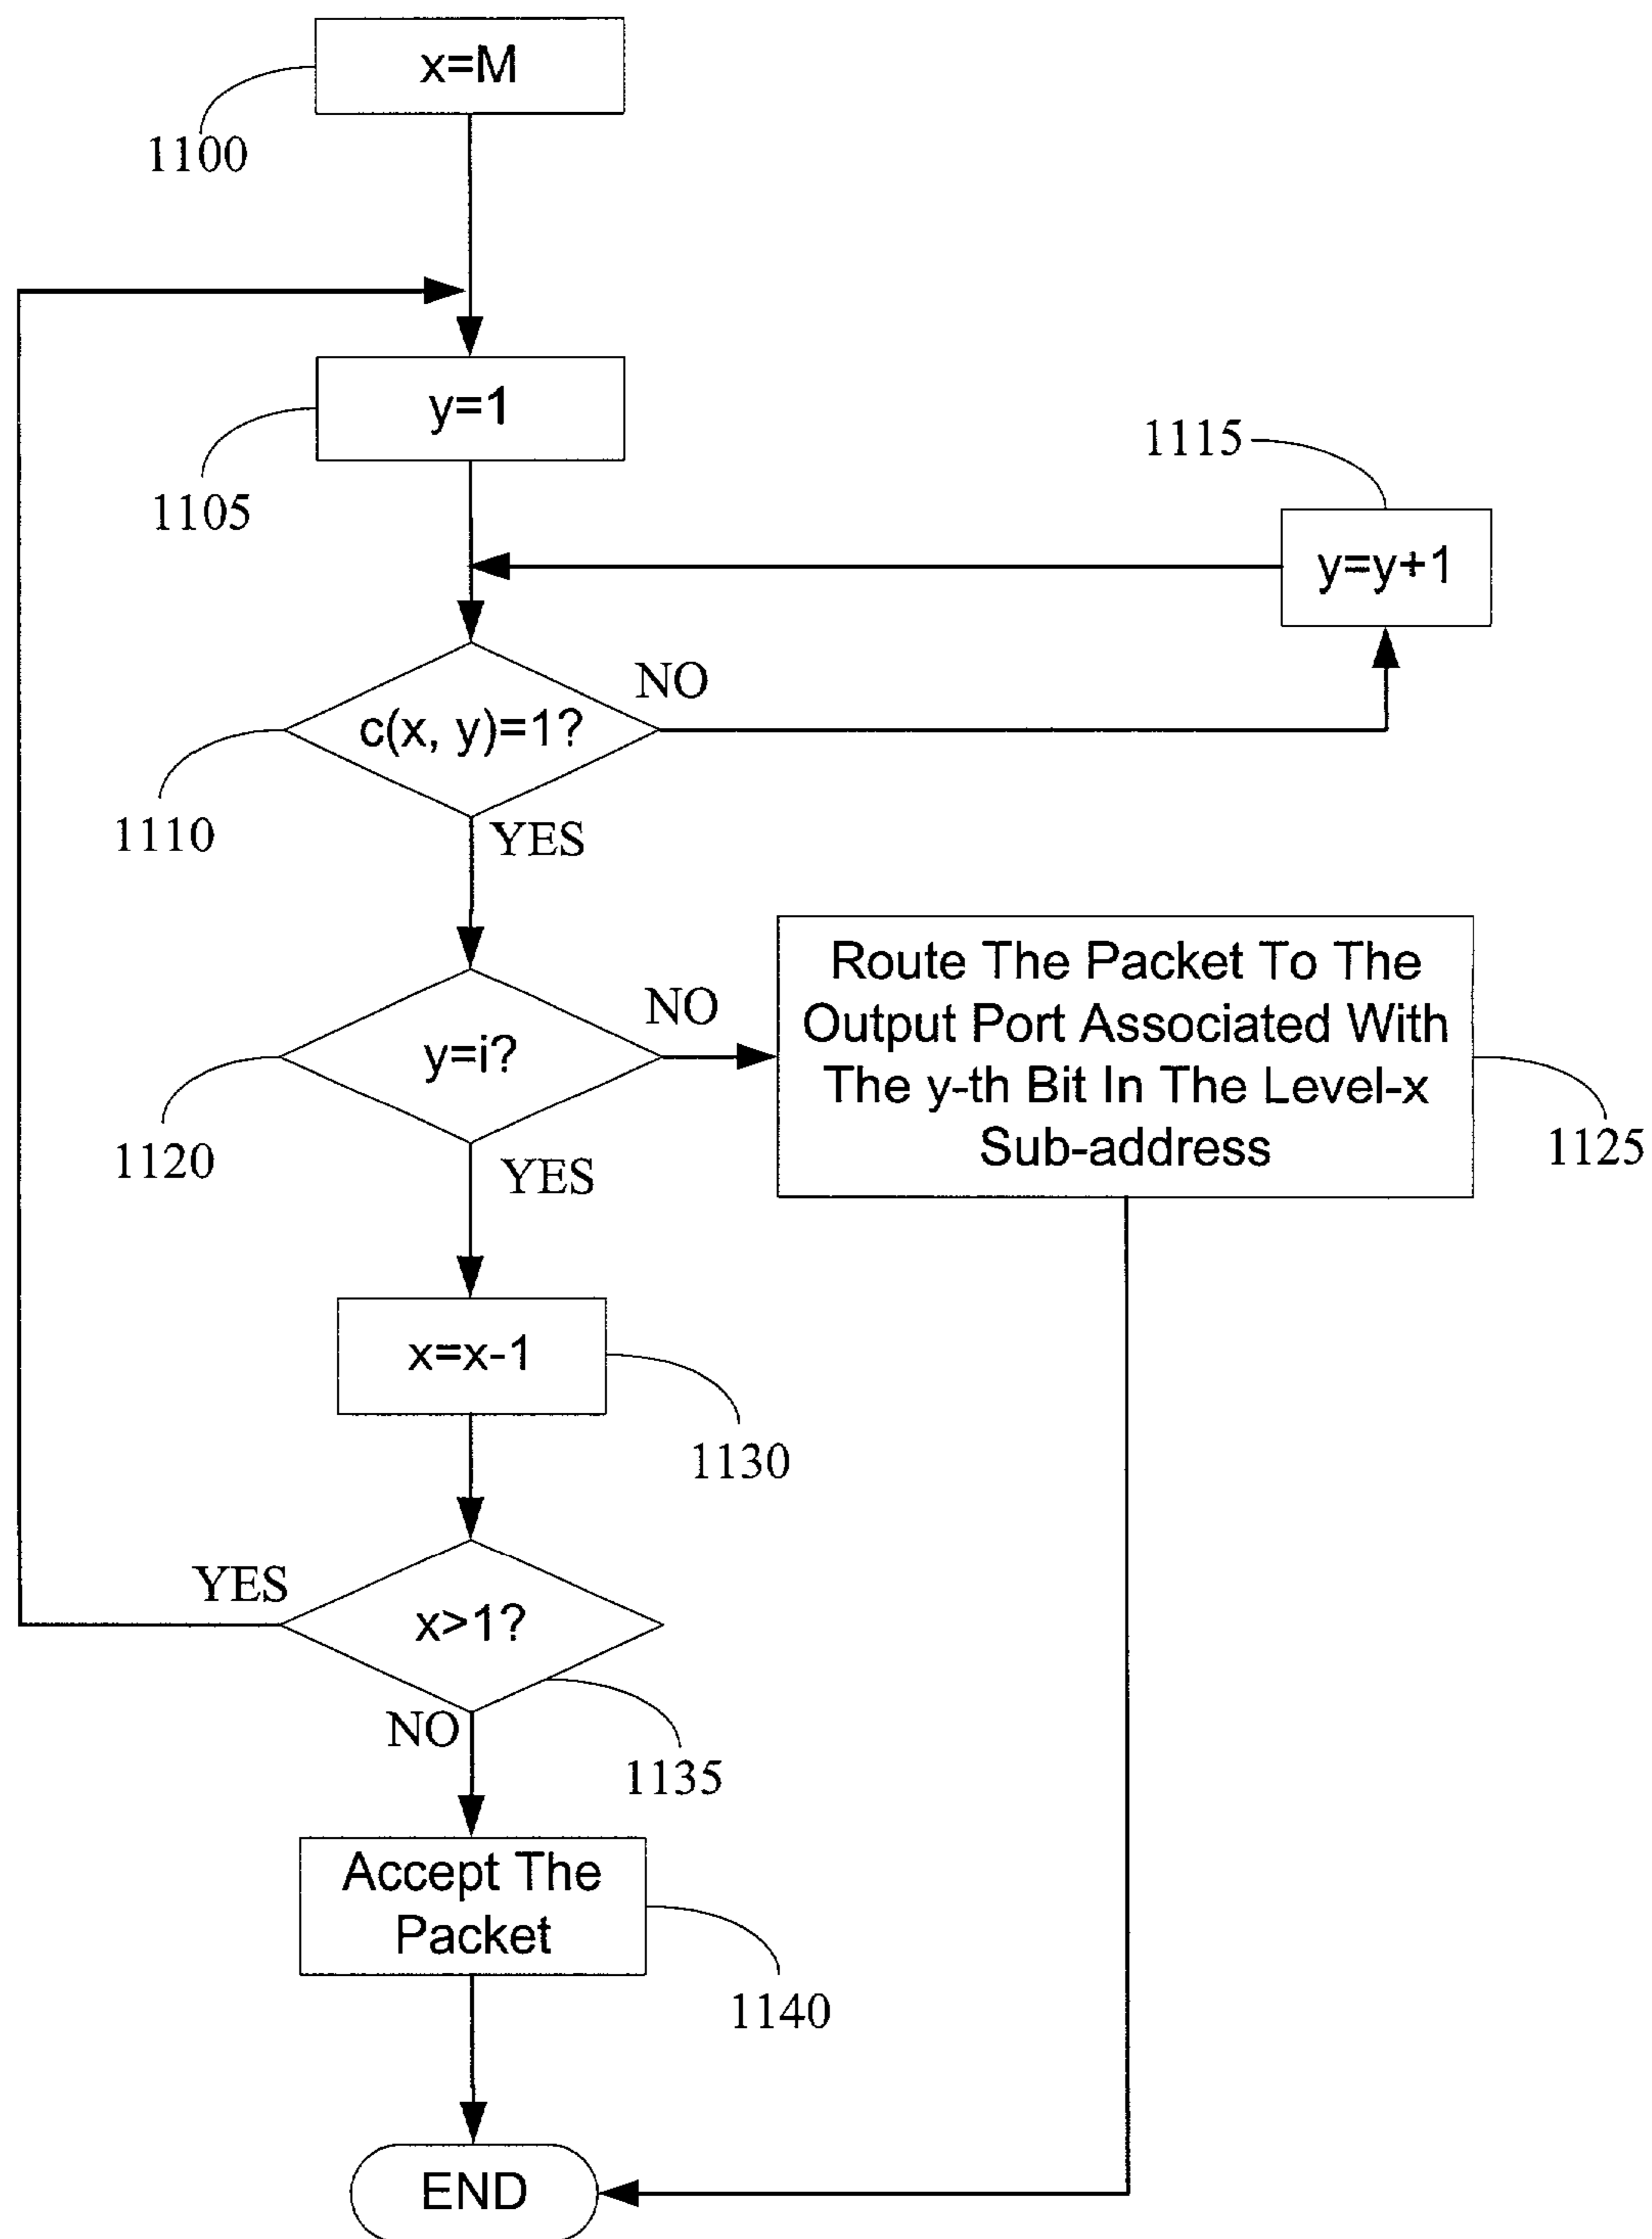 x=M
1100
y=1
1105
1115
y=y+1
c(x, y)=1?
NO
1110
YES
y=i?
NO
1120
YES
Route The Packet To The
Output Port Associated With
The y-th Bit In The Level-x
Sub-address
1125
x=x-1
1130
x>1?
YES
NO
1135
Accept The
Packet
1140
END